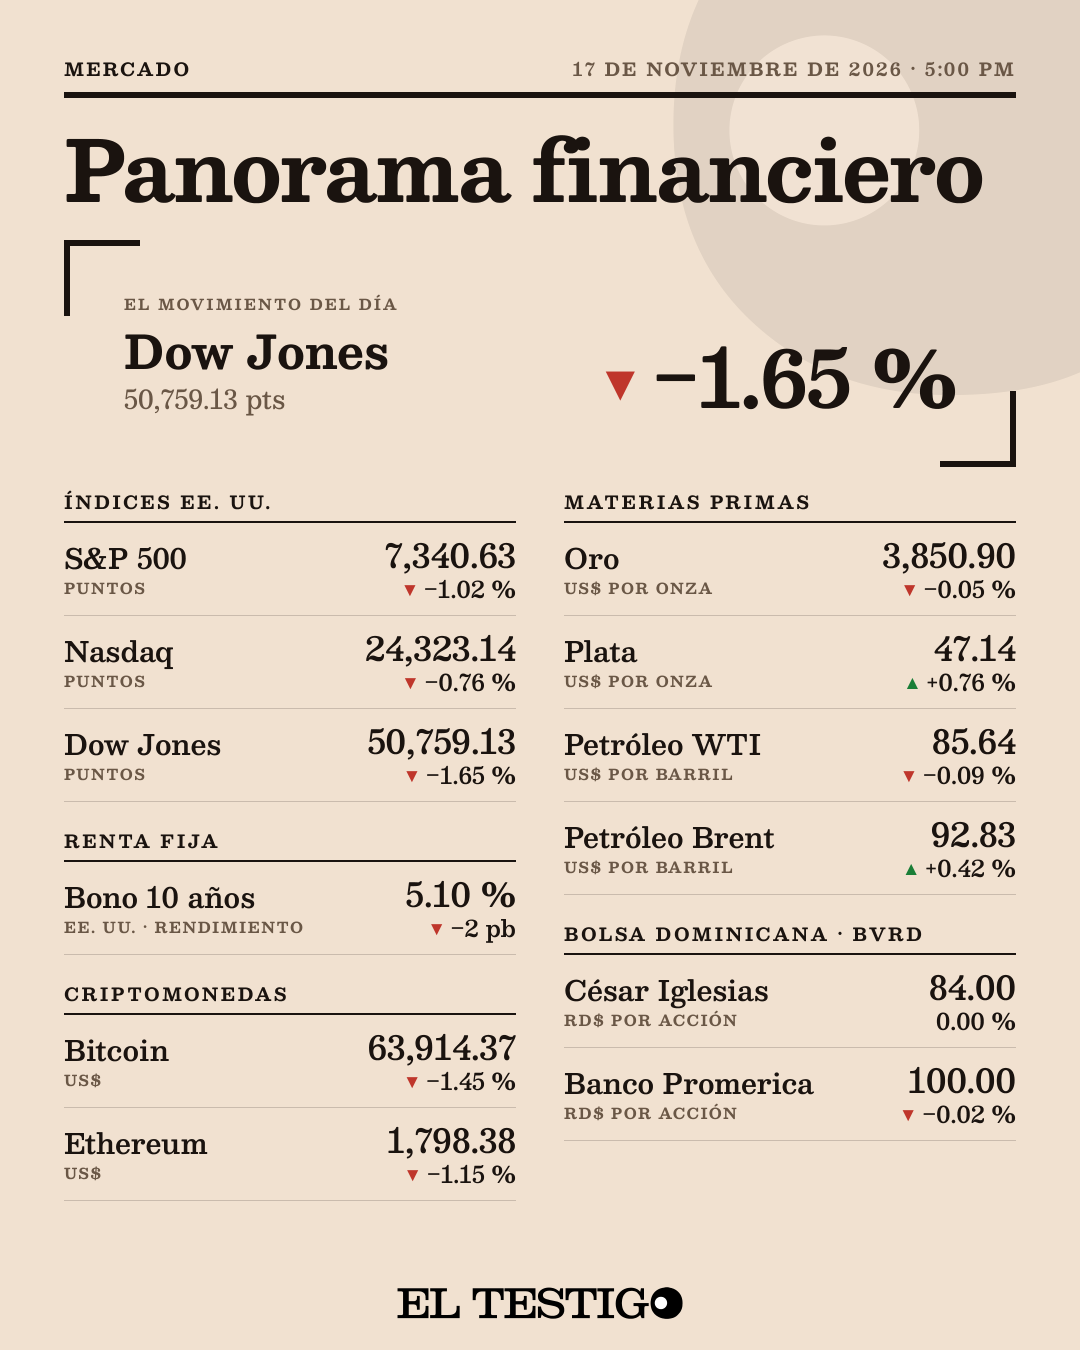 MERCADO
17 DE NOVIEMBRE DE 2026 · 5:00 PM
Panorama financiero
EL MOVIMIENTO DEL DÍA
Dow Jones
50,759.13 pts
▼ −1.65 %
ÍNDICES EE. UU.
S&P 500 7,340.63
PUNTOS ▼ −1.02 %
Nasdaq 24,323.14
PUNTOS ▼ −0.76 %
Dow Jones 50,759.13
PUNTOS ▼ −1.65 %
RENTA FIJA
Bono 10 años 5.10 %
EE. UU. · RENDIMIENTO ▼ −2 pb
CRIPTOMONEDAS
Bitcoin 63,914.37
US$ ▼ −1.45 %
Ethereum 1,798.38
US$ ▼ −1.15 %
MATERIAS PRIMAS
Oro 3,850.90
US$ POR ONZA ▼ −0.05 %
Plata 47.14
US$ POR ONZA ▲ +0.76 %
Petróleo WTI 85.64
US$ POR BARRIL ▼ −0.09 %
Petróleo Brent 92.83
US$ POR BARRIL ▲ +0.42 %
BOLSA DOMINICANA · BVRD
César Iglesias 84.00
RD$ POR ACCIÓN 0.00 %
Banco Promerica 100.00
RD$ POR ACCIÓN ▼ −0.02 %
EL TESTIGO